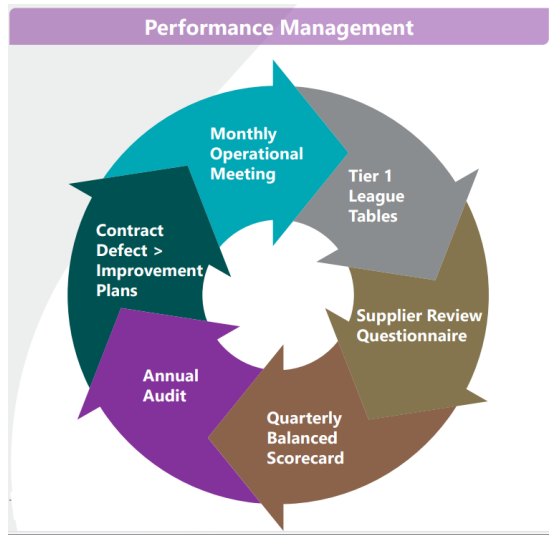 Performance Management
Monthly
Operational
Meeting
Tier 1
League
Tables
Supplier Review
Questionnaire
Quarterly
Balanced
Scorecard
Annual
Audit
Contract
Defect >
Improvement
Plans